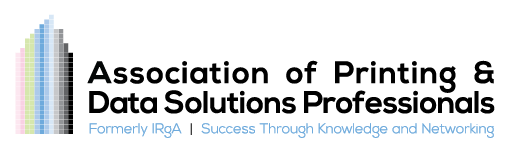 Association of Printing &
Data Solutions Professionals
Formerly IRgA | Success Through Knowledge and Networking